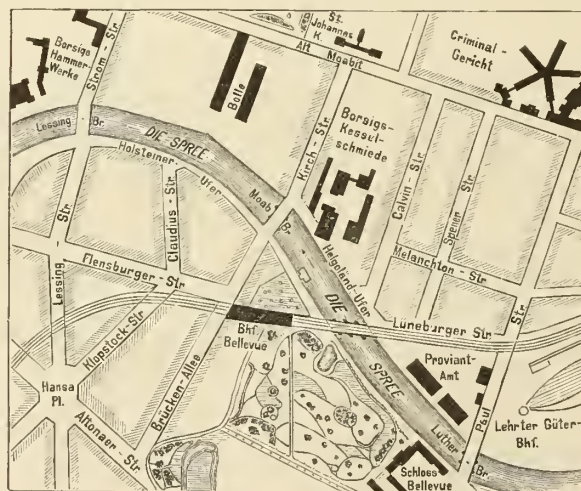 St.
Johannes
K.
Criminal-
Gericht
Borsigs
Hammer-
Werke
Strom-Str
Alt Moabit
Bolle
Lessing-Br.
DIE SPREE
Holsteiner-Ufer
Claudius-Str
Kirch-Str.
Moab. Br.
Borsigs-
Kessel-
schmiede
Calvin-Str
Spener Str
Melanchton-Str
Lessing-Str
Flensburger-Str
Helgoland-Ufer
DIE SPREE
Lüneburger Str
Klopstock-Str
Bhf.
Bellevue
Brücken-Allee
Proviant-
Amt
Paul Str
Hansa
Pl.
Altonaer-Str
Lehrter Güter-
Bhf.
Luther Br.
Schloss
Bellevue